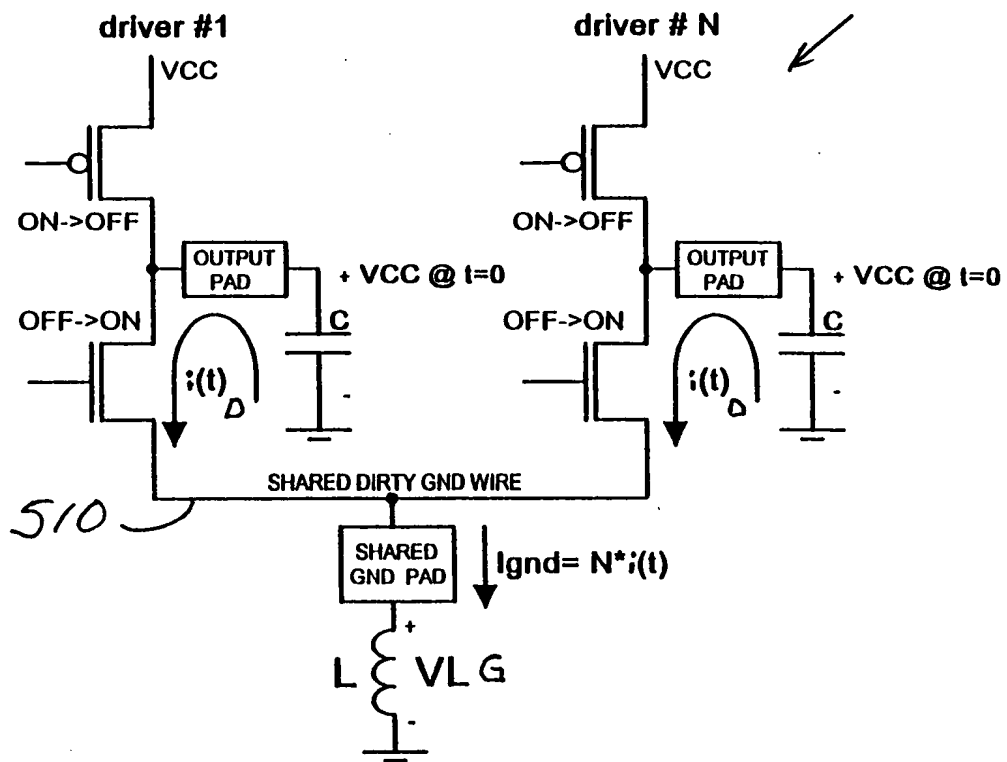 driver #1
driver # N
VCC
VCC
ON->OFF
ON->OFF
OUTPUT
PAD
+ VCC @ t=0
OUTPUT
PAD
+ VCC @ t=0
OFF->ON
C
OFF->ON
C
i(t)D
-
i(t)D
-
SHARED DIRTY GND WIRE
510
SHARED
GND PAD
Ignd= N*i(t)
+
L VLG
-